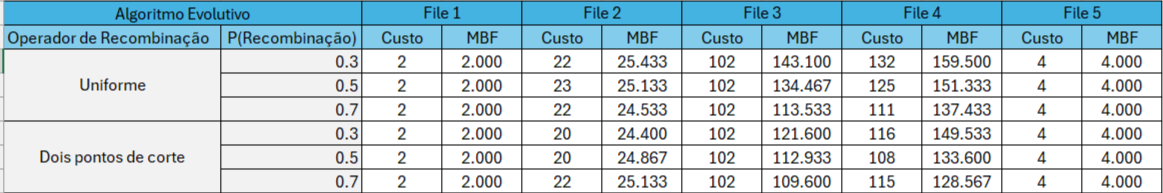 Algoritmo Evolutivo File 1 File 2 File 3 File 4 File 5
Operador de Recombinação P(Recombinação) Custo MBF Custo MBF Custo MBF Custo MBF Custo MBF
Uniforme 0.3 2 2.000 22 25.433 102 143.100 132 159.500 4 4.000
0.5 2 2.000 23 25.133 102 134.467 125 151.333 4 4.000
0.7 2 2.000 22 24.533 102 113.533 111 137.433 4 4.000
Dois pontos de corte 0.3 2 2.000 20 24.400 102 121.600 116 149.533 4 4.000
0.5 2 2.000 20 24.867 102 112.933 108 133.600 4 4.000
0.7 2 2.000 22 25.133 102 109.600 115 128.567 4 4.000